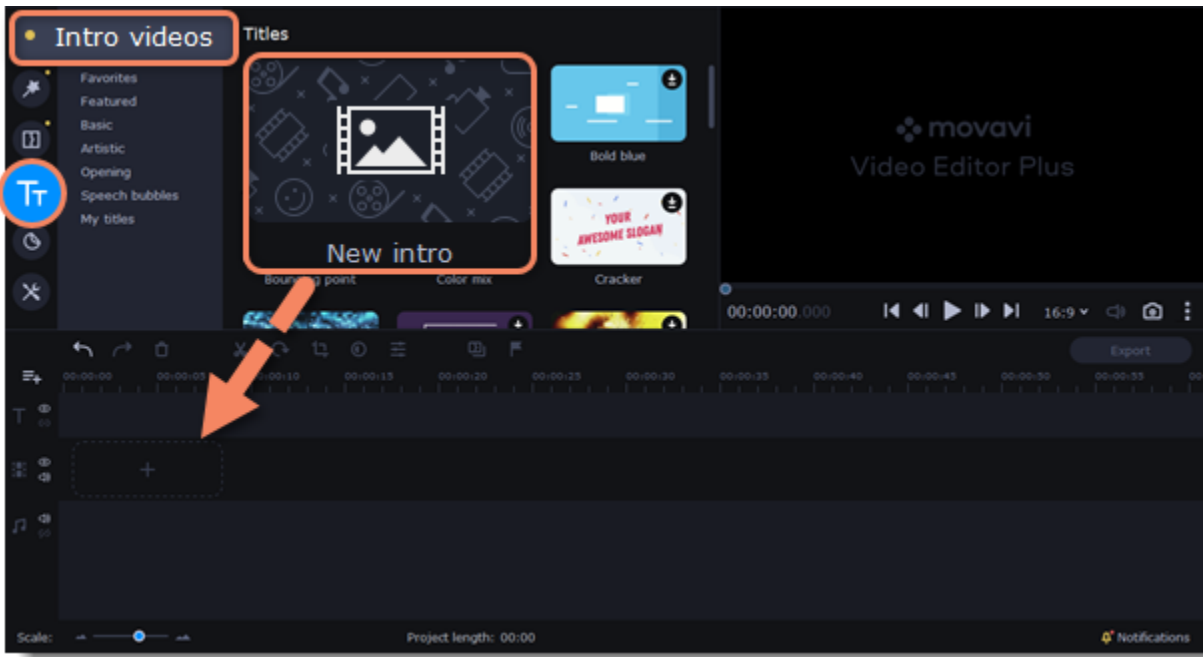 Intro videos
Titles
Favorites
Featured
Basic
Artistic
Opening
Speech bubbles
My titles
TT
New intro
Bold blue
YOUR
AWESOME SLOGAN
Bouncing point
Color mix
Cracker
movavi
Video Editor Plus
00:00:00.000
16:9
Export
00:00:00
00:00:05
00:00:10
00:00:15
00:00:20
00:00:25
00:00:30
00:00:35
00:00:40
00:00:45
00:00:50
00:00:55
T
Scale:
Project length: 00:00
Notifications